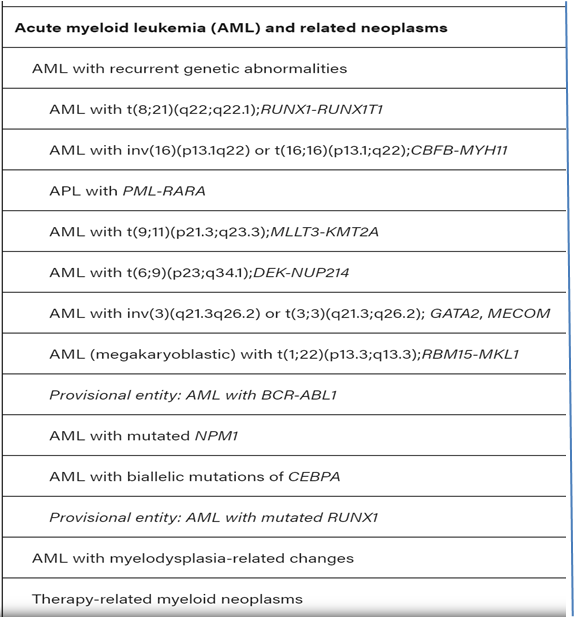 Acute myeloid leukemia (AML) and related neoplasms
AML with recurrent genetic abnormalities
AML with t(8;21)(q22;q22.1);RUNX1-RUNX1T1
AML with inv(16)(p13.1q22) or t(16;16)(p13.1;q22);CBFB-MYH11
APL with PML-RARA
AML with t(9;11)(p21.3;q23.3);MLLT3-KMT2A
AML with t(6;9)(p23;q34.1);DEK-NUP214
AML with inv(3)(q21.3q26.2) or t(3;3)(q21.3;q26.2); GATA2, MECOM
AML (megakaryoblastic) with t(1;22)(p13.3;q13.3);RBM15-MKL1
Provisional entity: AML with BCR-ABL1
AML with mutated NPM1
AML with biallelic mutations of CEBPA
Provisional entity: AML with mutated RUNX1
AML with myelodysplasia-related changes
Therapy-related myeloid neoplasms